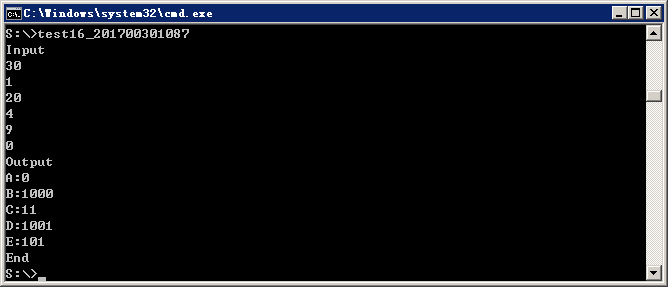 C:\Windows\system32\cmd.exe
S:\>test16_201700301087
Input
30
1
20
4
9
0
Output
A:0
B:1000
C:11
D:1001
E:101
End
S:\>